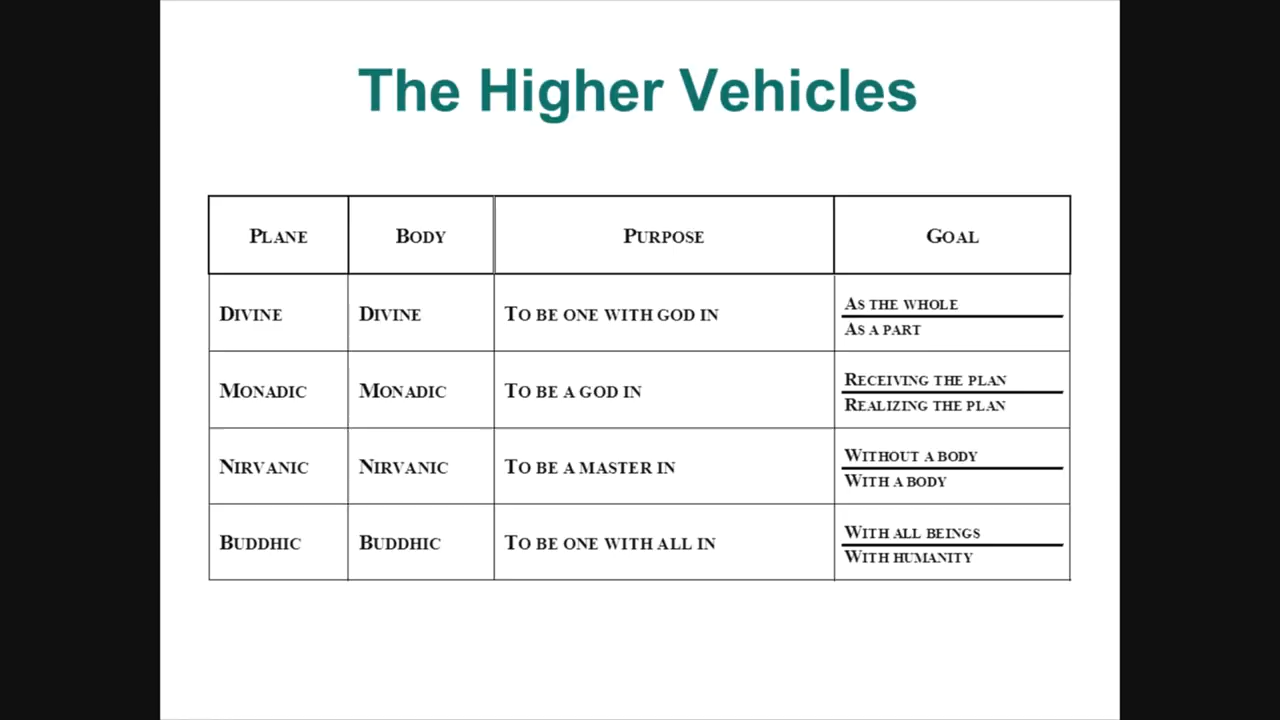 The Higher Vehicles
PLANE BODY PURPOSE GOAL
DIVINE DIVINE TO BE ONE WITH GOD IN AS THE WHOLE
AS A PART
MONADIC MONADIC TO BE A GOD IN RECEIVING THE PLAN
REALIZING THE PLAN
NIRVANIC NIRVANIC TO BE A MASTER IN WITHOUT A BODY
WITH A BODY
BUDDHIC BUDDHIC TO BE ONE WITH ALL IN WITH ALL BEINGS
WITH HUMANITY